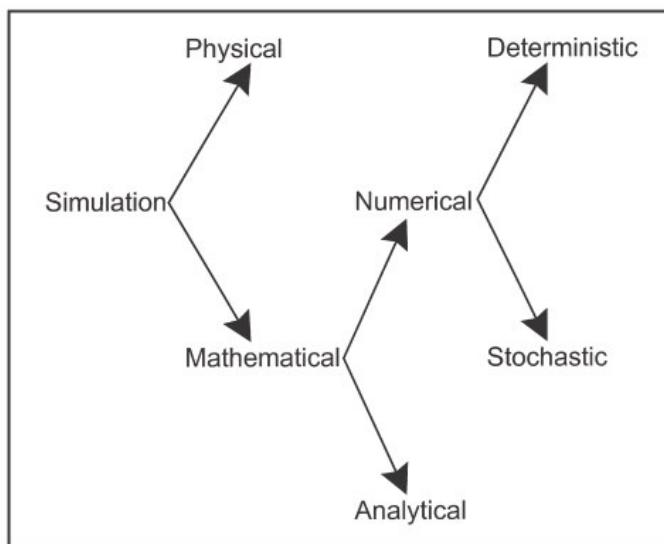 Physical
Deterministic
Simulation
Numerical
Mathematical
Stochastic
Analytical